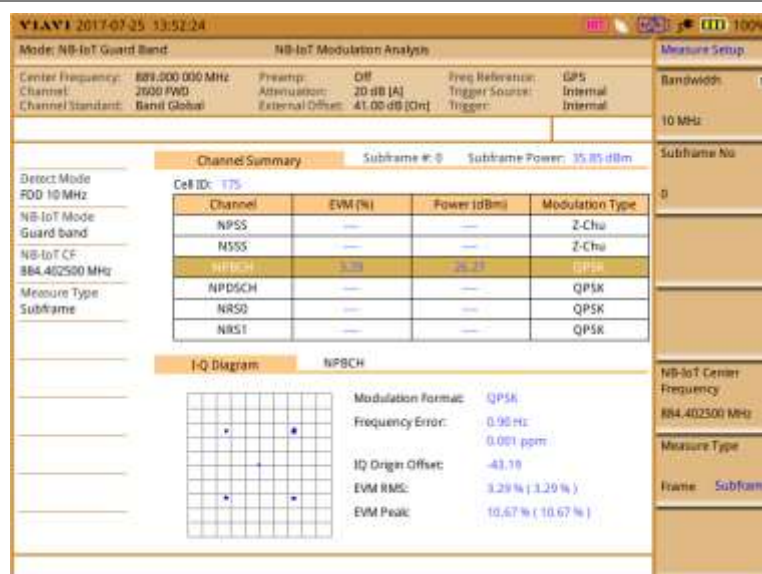 VIAVI 2017-07-25 13:52:24 100%
Mode: NB-IoT Guard Band NB-IoT Modulation Analysis Measure Setup
Center Frequency: 889.000 000 MHz Preamp: Off Freq Reference: GPS
Channel: 2600 FWD Attenuation: 20 dB [A] Trigger Source: Internal
Channel Standard: Band Global External Offset: 41.00 dB [On] Trigger: Internal
Bandwidth
10 MHz
Channel Summary Subframe #: 0 Subframe Power: 35.85 dBm
Subframe No
0
Detect Mode
FDD 10 MHz
NB-IoT Mode
Guard band
NB-IoT CF
884.402500 MHz
Measure Type
Subframe
Cell ID: 175
Channel EVM (%) Power (dBm) Modulation Type
NPSS --- --- Z-Chu
NSSS --- --- Z-Chu
NPBCH 3.29 26.27 QPSK
NPDSCH --- --- QPSK
NRS0 --- --- QPSK
NRS1 --- --- QPSK
I-Q Diagram NPBCH
Modulation Format: QPSK
Frequency Error: 0.90 Hz
0.001 ppm
IQ Origin Offset: -43.19
EVM RMS: 3.29 % ( 3.29 % )
EVM Peak: 10.67 % ( 10.67 % )
NB-IoT Center
Frequency
884.402500 MHz
Measure Type
Frame Subfram